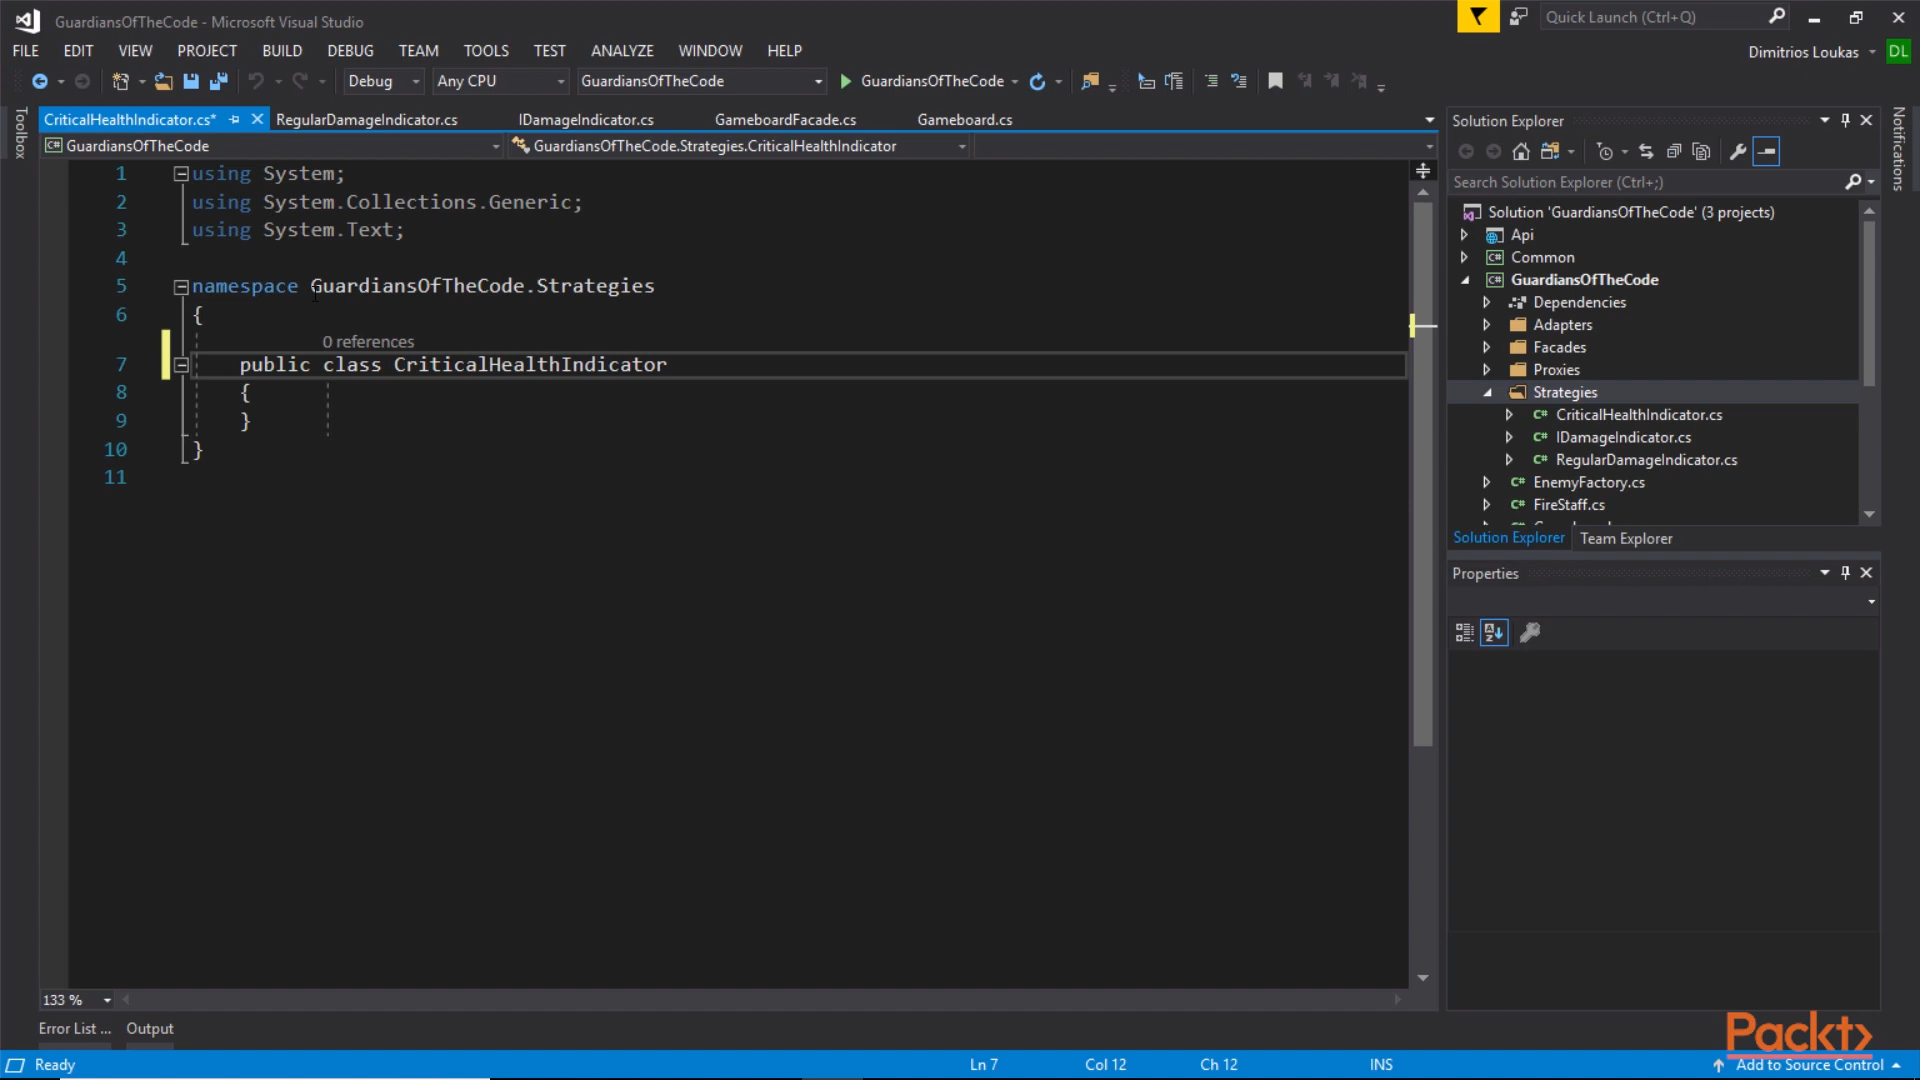 GuardiansOfTheCode - Microsoft Visual Studio
Quick Launch (Ctrl+Q)
FILE EDIT VIEW PROJECT BUILD DEBUG TEAM TOOLS TEST ANALYZE WINDOW HELP
Dimitrios Loukas DL
Debug Any CPU GuardiansOfTheCode GuardiansOfTheCode
Toolbox
CriticalHealthIndicator.cs* RegularDamageIndicator.cs IDamageIndicator.cs GameboardFacade.cs Gameboard.cs
GuardiansOfTheCode GuardiansOfTheCode.Strategies.CriticalHealthIndicator
1 using System;
2 using System.Collections.Generic;
3 using System.Text;
4
5 namespace GuardiansOfTheCode.Strategies
6 {
0 references
7 public class CriticalHealthIndicator
8 {
9 }
10 }
11
133 %
Error List ... Output
Solution Explorer
Notifications
Search Solution Explorer (Ctrl+;)
Solution 'GuardiansOfTheCode' (3 projects)
Api
C# Common
C# GuardiansOfTheCode
Dependencies
Adapters
Facades
Proxies
Strategies
C# CriticalHealthIndicator.cs
C# IDamageIndicator.cs
C# RegularDamageIndicator.cs
C# EnemyFactory.cs
C# FireStaff.cs
Solution Explorer Team Explorer
Properties
Packt>
Ready Ln 7 Col 12 Ch 12 INS Add to Source Control